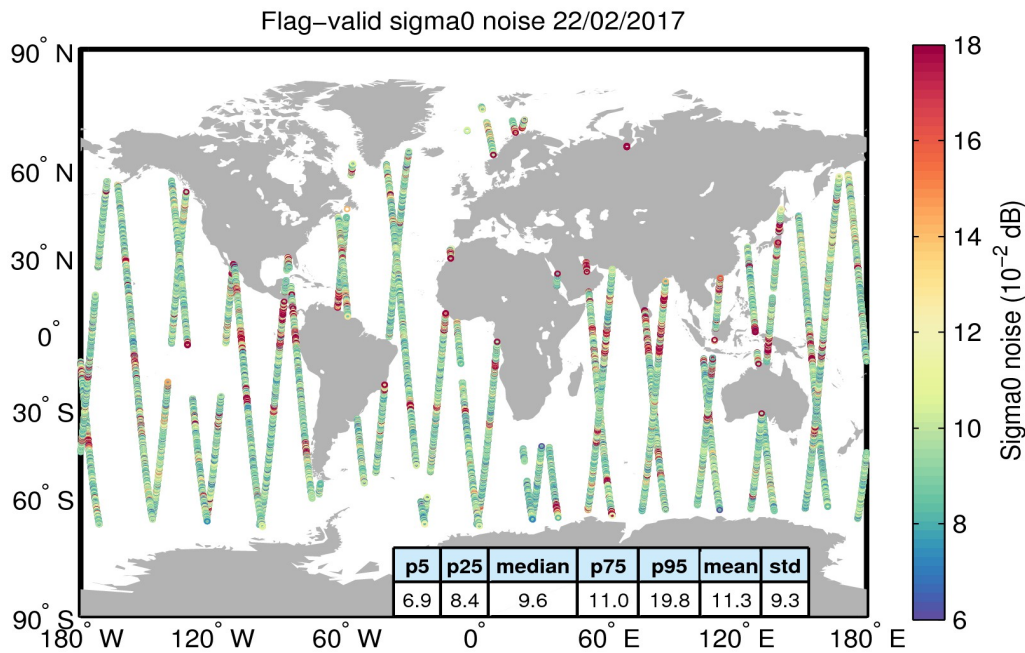 Flag−valid sigma0 noise 22/02/2017
90° N
60° N
30° N
0°
30° S
60° S
90° S
180° W 120° W 60° W 0° 60° E 120° E 180° E
p5 p25 median p75 p95 mean std
6.9 8.4 9.6 11.0 19.8 11.3 9.3
18
16
14
12
10
8
6
Sigma0 noise (10⁻² dB)